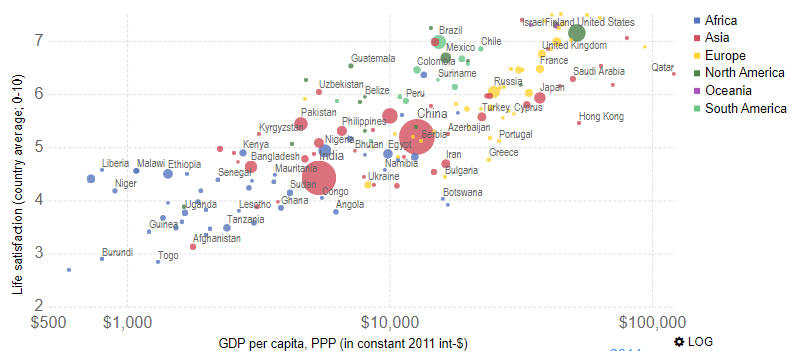 Africa
Asia
Europe
North America
Oceania
South America
Life satisfaction (country average; 0-10)
7
6
5
4
3
2
Israel Finland United States
Brazil
Mexico
Chile
United Kingdom
Guatemala
Colombia
France
Suriname
Saudi Arabia
Qatar
Uzbekistan
Belize
Peru
Russia
Japan
Pakistan
Philippines
China
Turkey Cyprus
Hong Kong
Kyrgyzstan
Serbia
Azerbaijan
Portugal
Kenya
Nigeria
Bhutan Egypt
Bangladesh
India
Iran
Greece
Liberia
Malawi
Ethiopia
Senegal
Mauritania
Namibia
Bulgaria
Niger
Sudan
Congo
Ukraine
Botswana
Uganda
Lesotho
Ghana
Angola
Guinea
Tanzania
Afghanistan
Burundi
Togo
$500
$1,000
$10,000
$100,000
GDP per capita, PPP (in constant 2011 int-$)
LOG